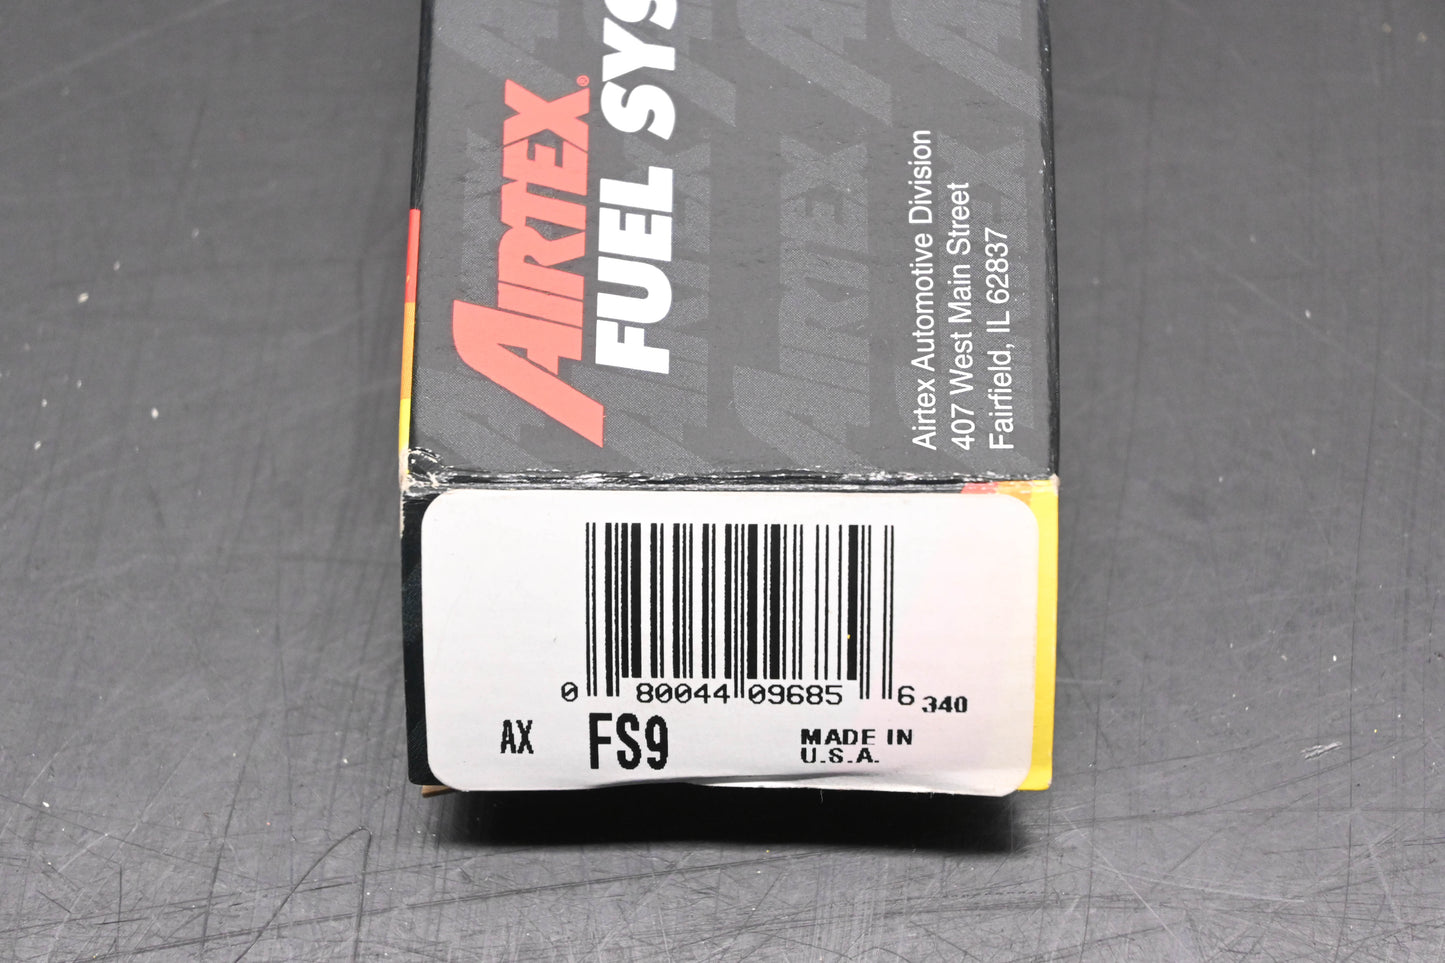 AIRTEX®
FUEL SYS
Airtex Automotive Division
407 West Main Street
Fairfield, IL 62837
0 80044 09685 6 340
AX FS9 MADE IN
U.S.A.